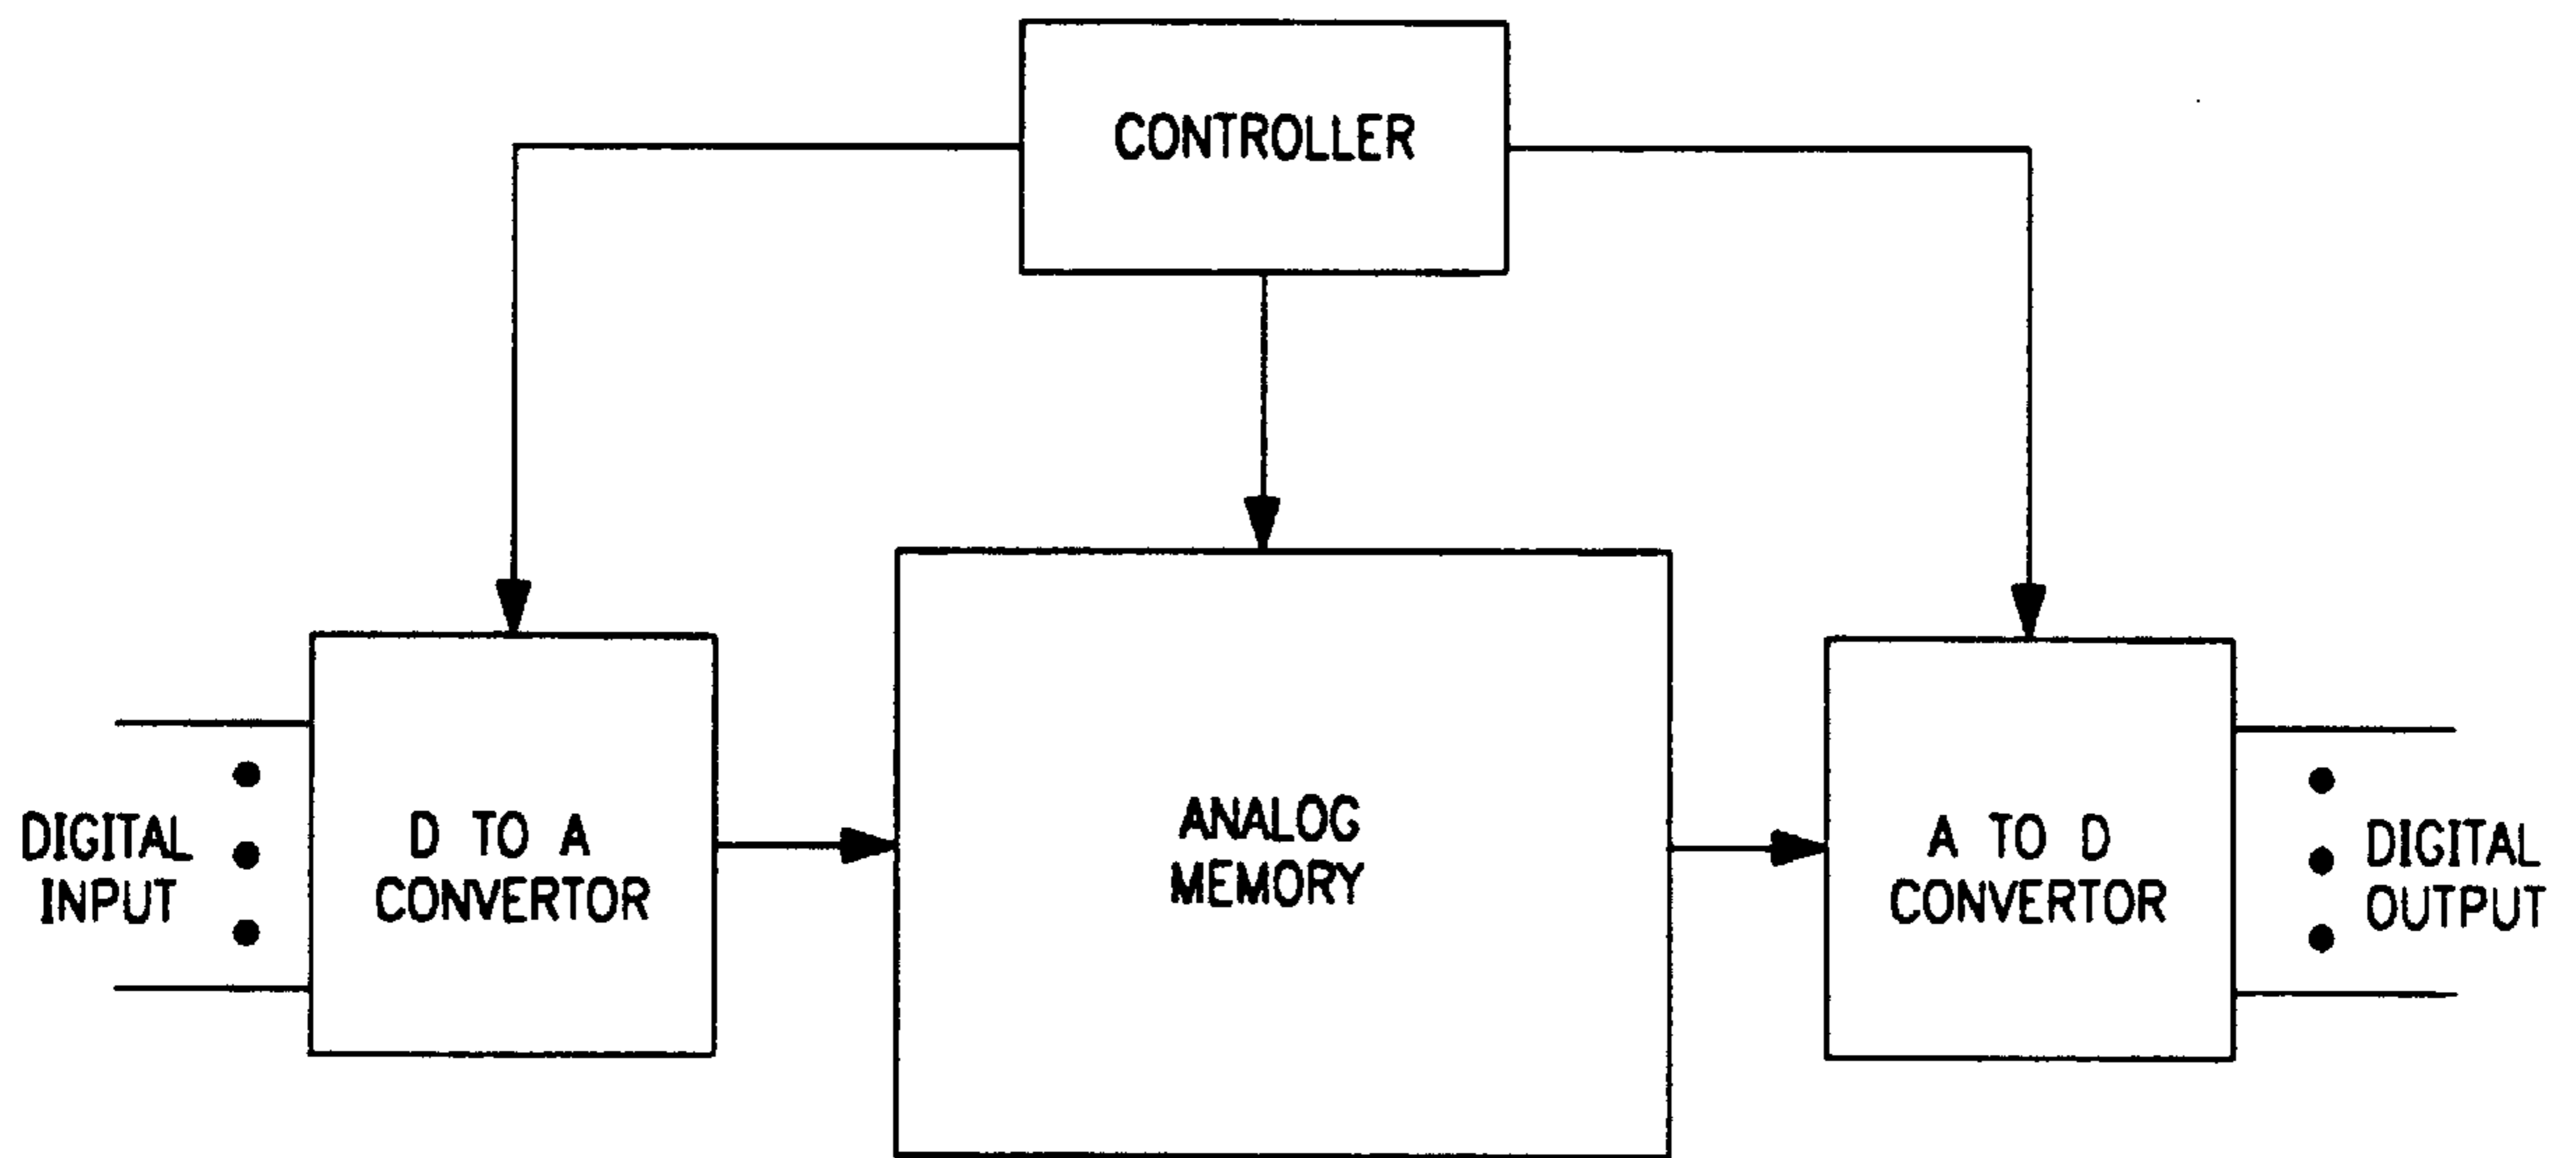 CONTROLLER
DIGITAL
INPUT
D TO A
CONVERTOR
ANALOG
MEMORY
A TO D
CONVERTOR
DIGITAL
OUTPUT